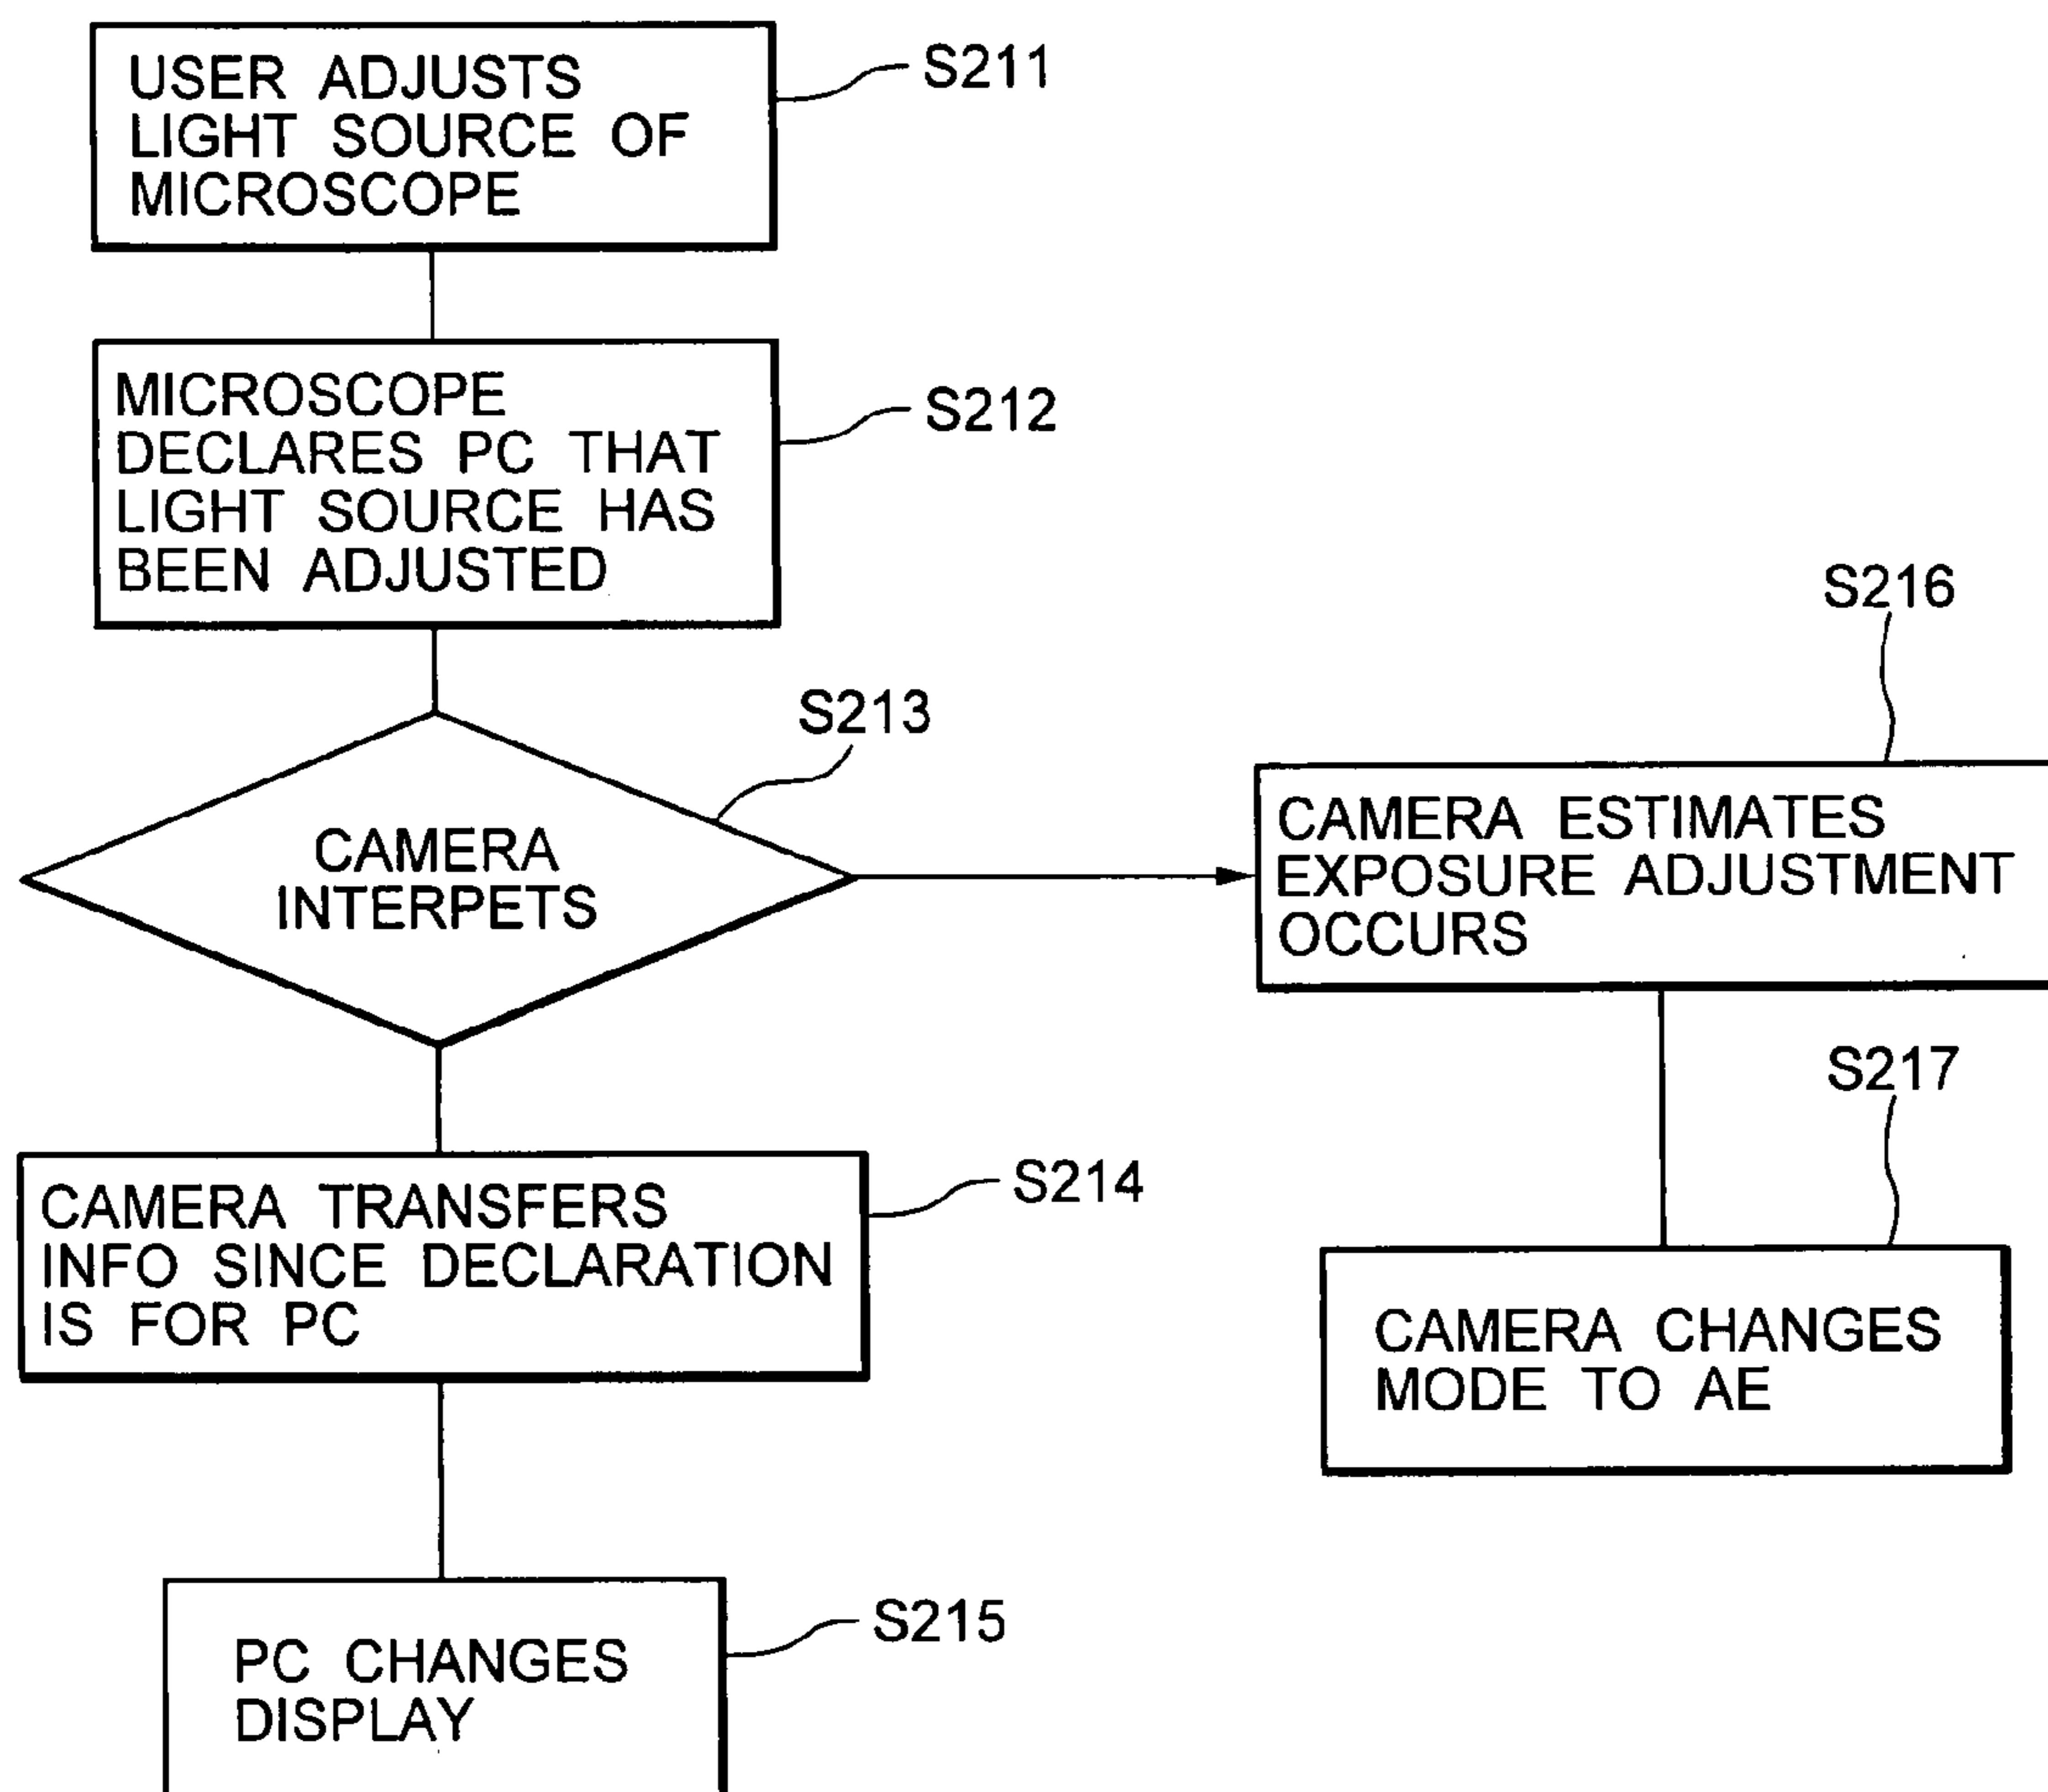 USER ADJUSTS
LIGHT SOURCE OF
MICROSCOPE
S211
MICROSCOPE
DECLARES PC THAT
LIGHT SOURCE HAS
BEEN ADJUSTED
S212
CAMERA
INTERPETS
S213
CAMERA TRANSFERS
INFO SINCE DECLARATION
IS FOR PC
S214
PC CHANGES
DISPLAY
S215
S216
CAMERA ESTIMATES
EXPOSURE ADJUSTMENT
OCCURS
S217
CAMERA CHANGES
MODE TO AE